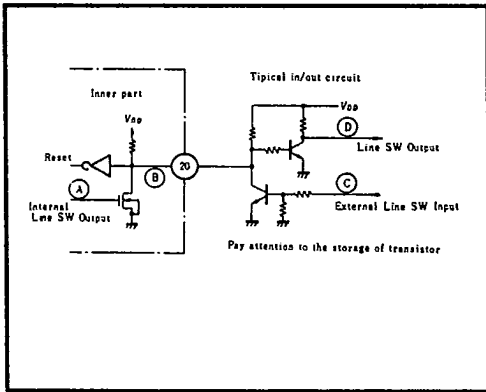 Tipical in/out circuit
Inner part
VDD
VDD
D
Reset
20
Line SW Output
B
A
C
Internal
Line SW Output
External Line SW Input
Pay attention to the storage of transistor